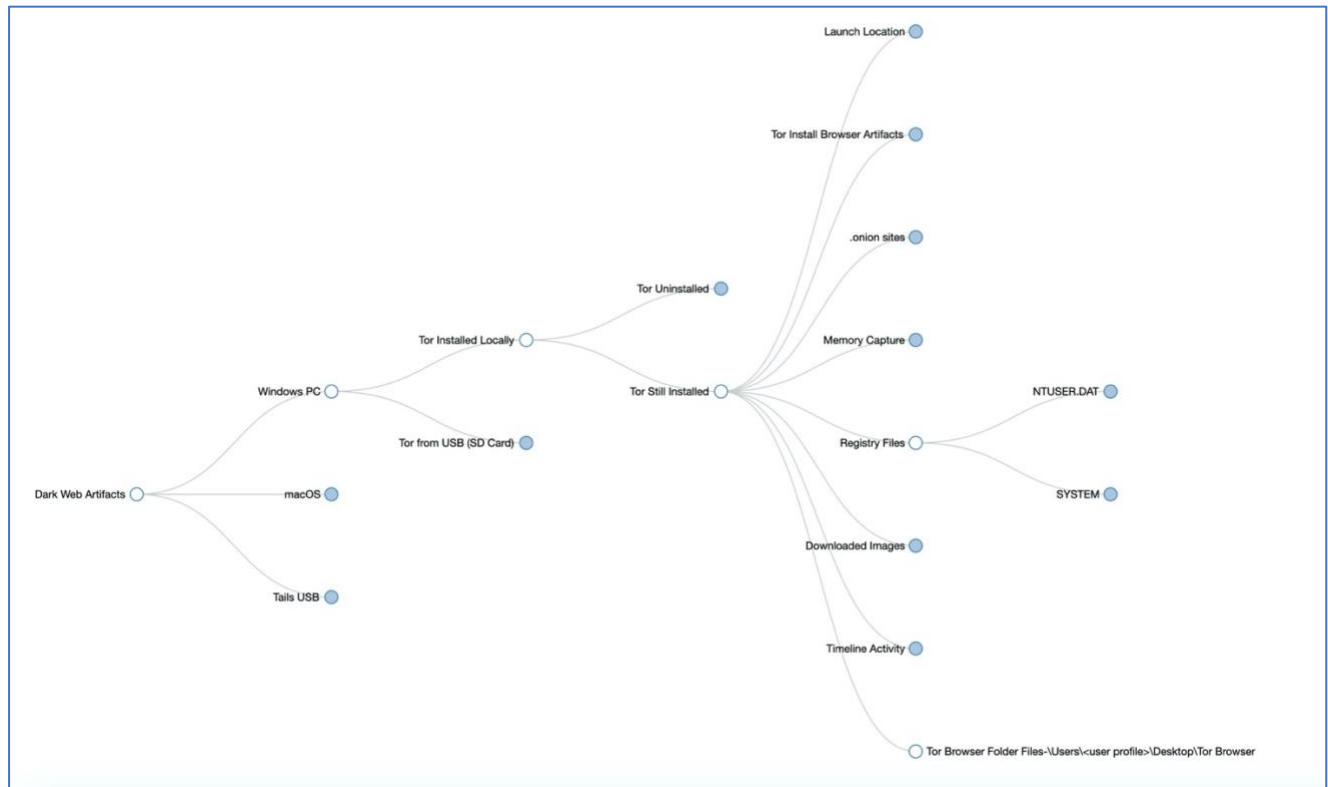 Launch Location
Tor Install Browser Artifacts
.onion sites
Tor Uninstalled
Tor Installed Locally
Memory Capture
Windows PC
Tor Still Installed
NTUSER.DAT
Tor from USB (SD Card)
Registry Files
Dark Web Artifacts
macOS
SYSTEM
Downloaded Images
Tails USB
Timeline Activity
Tor Browser Folder Files-\Users\<user profile>\Desktop\Tor Browser